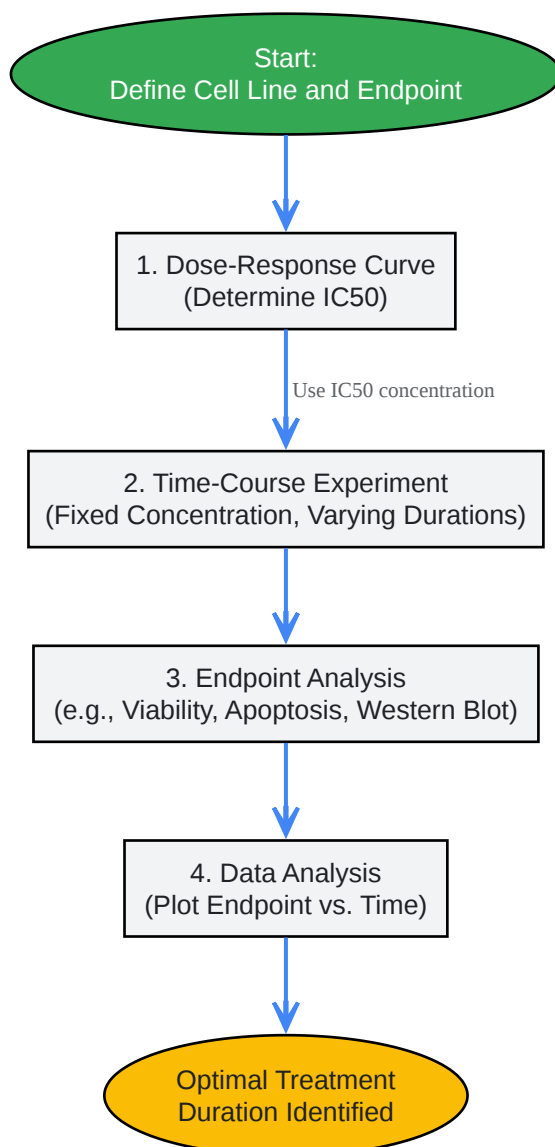 Start:
Define Cell Line and Endpoint
1. Dose-Response Curve
(Determine IC50)
Use IC50 concentration
2. Time-Course Experiment
(Fixed Concentration, Varying Durations)
3. Endpoint Analysis
(e.g., Viability, Apoptosis, Western Blot)
4. Data Analysis
(Plot Endpoint vs. Time)
Optimal Treatment
Duration Identified